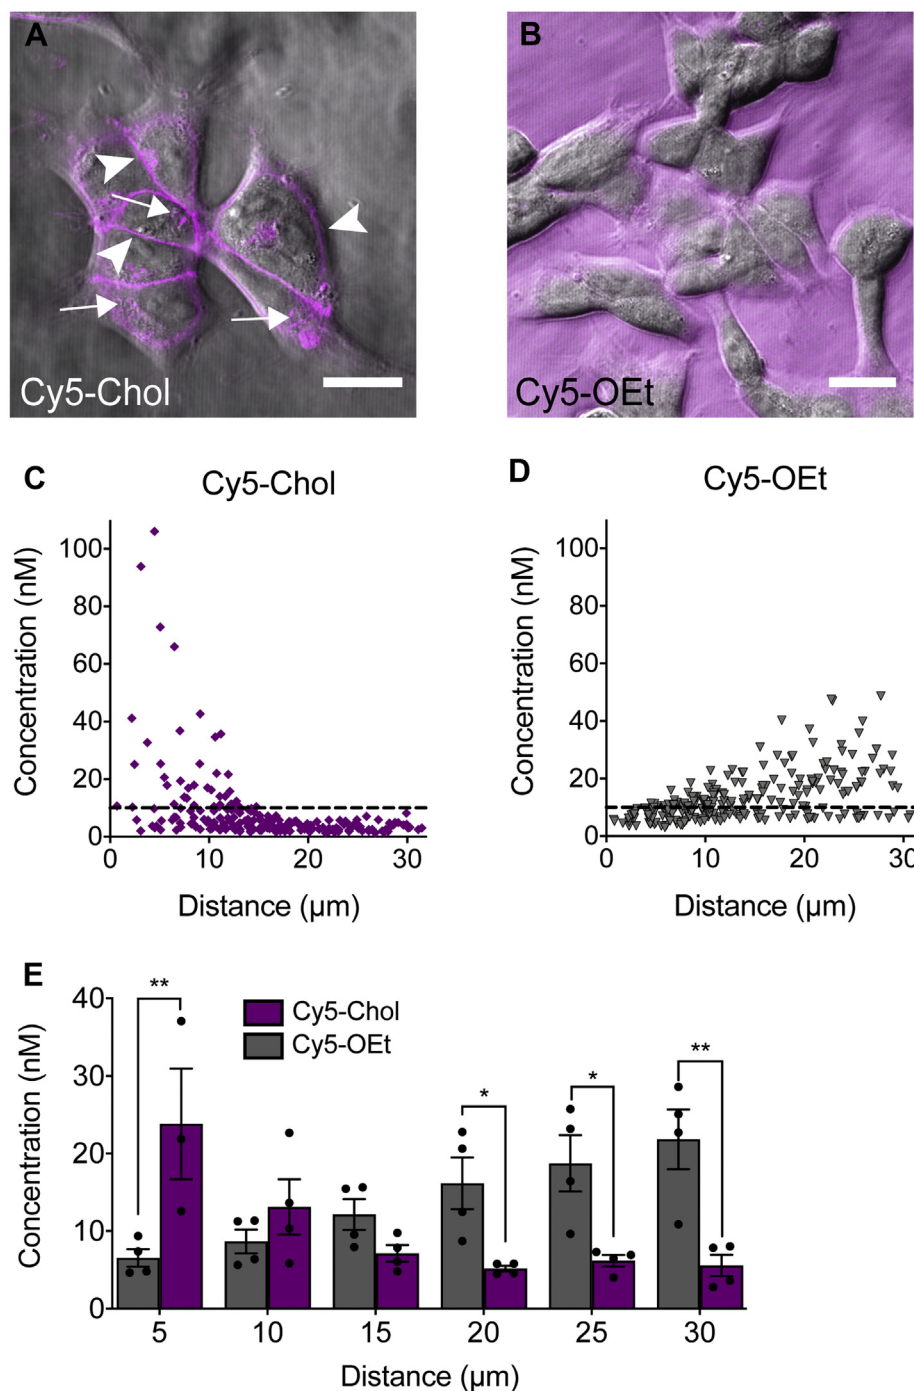 A
Cy5-Chol
B
Cy5-OEt
C
Cy5-Chol
Concentration (nM)
100
80
60
40
20
0
0 10 20 30
Distance (µm)
D
Cy5-OEt
Concentration (nM)
100
80
60
40
20
0
0 10 20 30
Distance (µm)
E
Concentration (nM)
40
30
20
10
0
Cy5-Chol
Cy5-OEt
** * * **
5 10 15 20 25 30
Distance (µm)